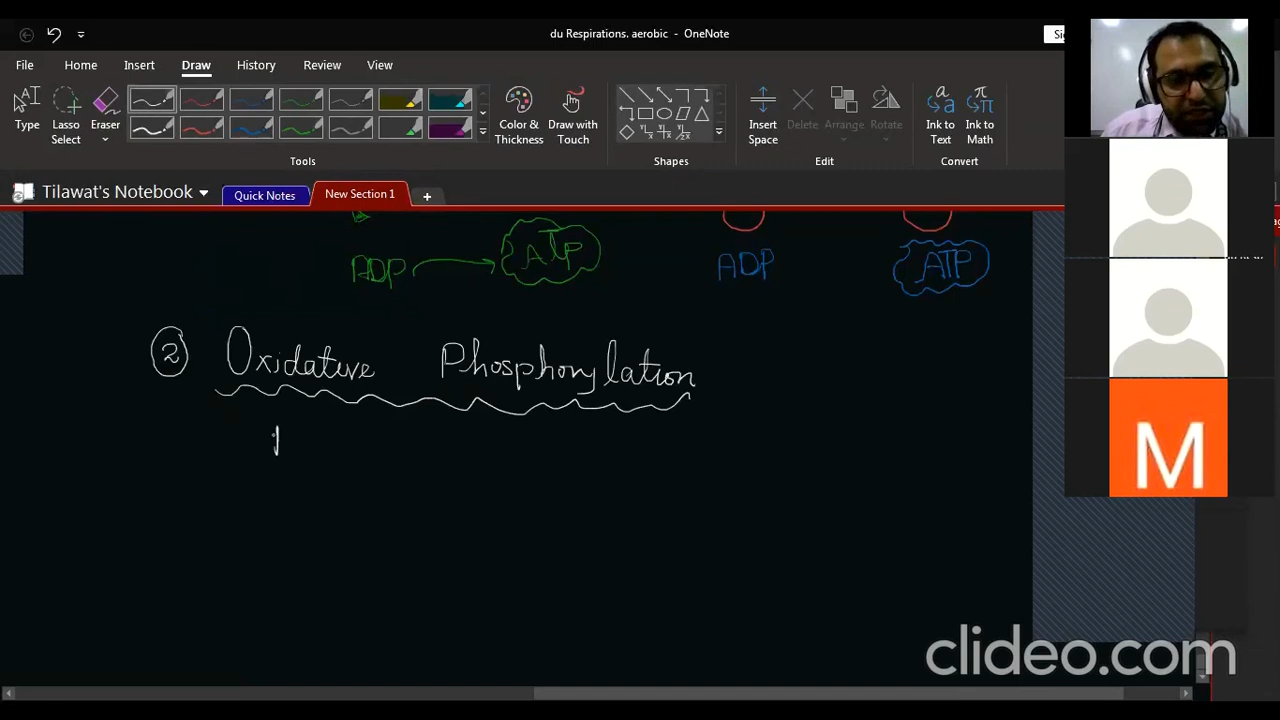 du Respirations. aerobic - OneNote
File Home Insert Draw History Review View
Type
Lasso Select
Eraser
Color & Thickness
Draw with Touch
Insert Space
Delete
Arrange
Rotate
Ink to Text
Ink to Math
Tools
Shapes
Edit
Convert
Tilawat's Notebook
Quick Notes
New Section 1
ADP ATP ADP ATP
2 Oxidative Phosphorylation
M
clideo.com